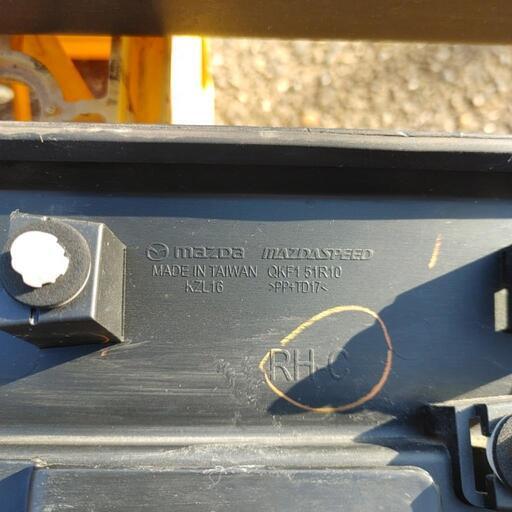 mazda MAZDASPEED
MADE IN TAIWAN QKF1 51R10
KZL16 >PP+TD17<
RH-C